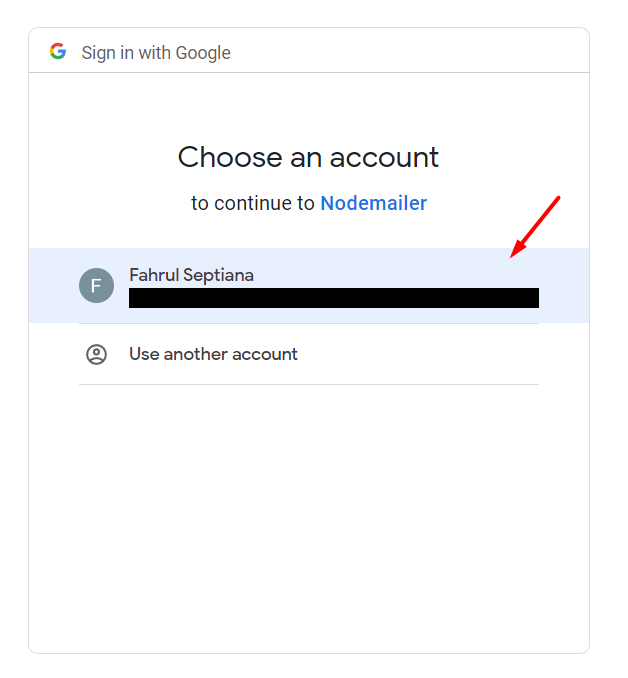 Sign in with Google
Choose an account
to continue to Nodemailer
F
Fahrul Septiana
Use another account